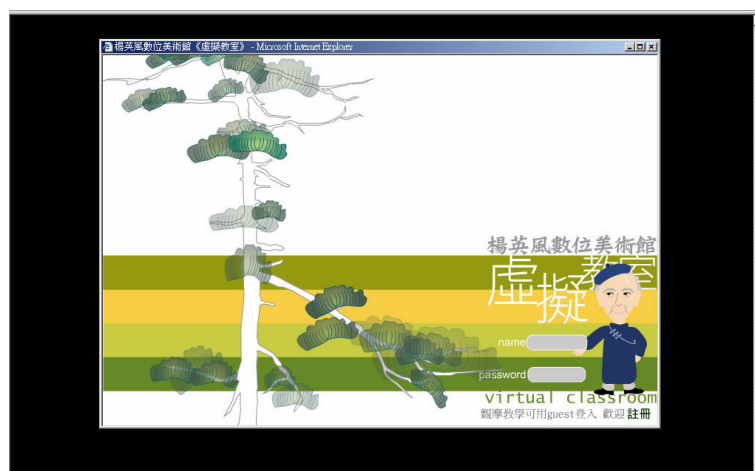 楊英風數位美術館《虛擬教室》 - Microsoft Internet Explorer
楊英風數位美術館
虛擬教室
name
password
virtual classroom
觀摩教學可用guest登入 歡迎 註冊